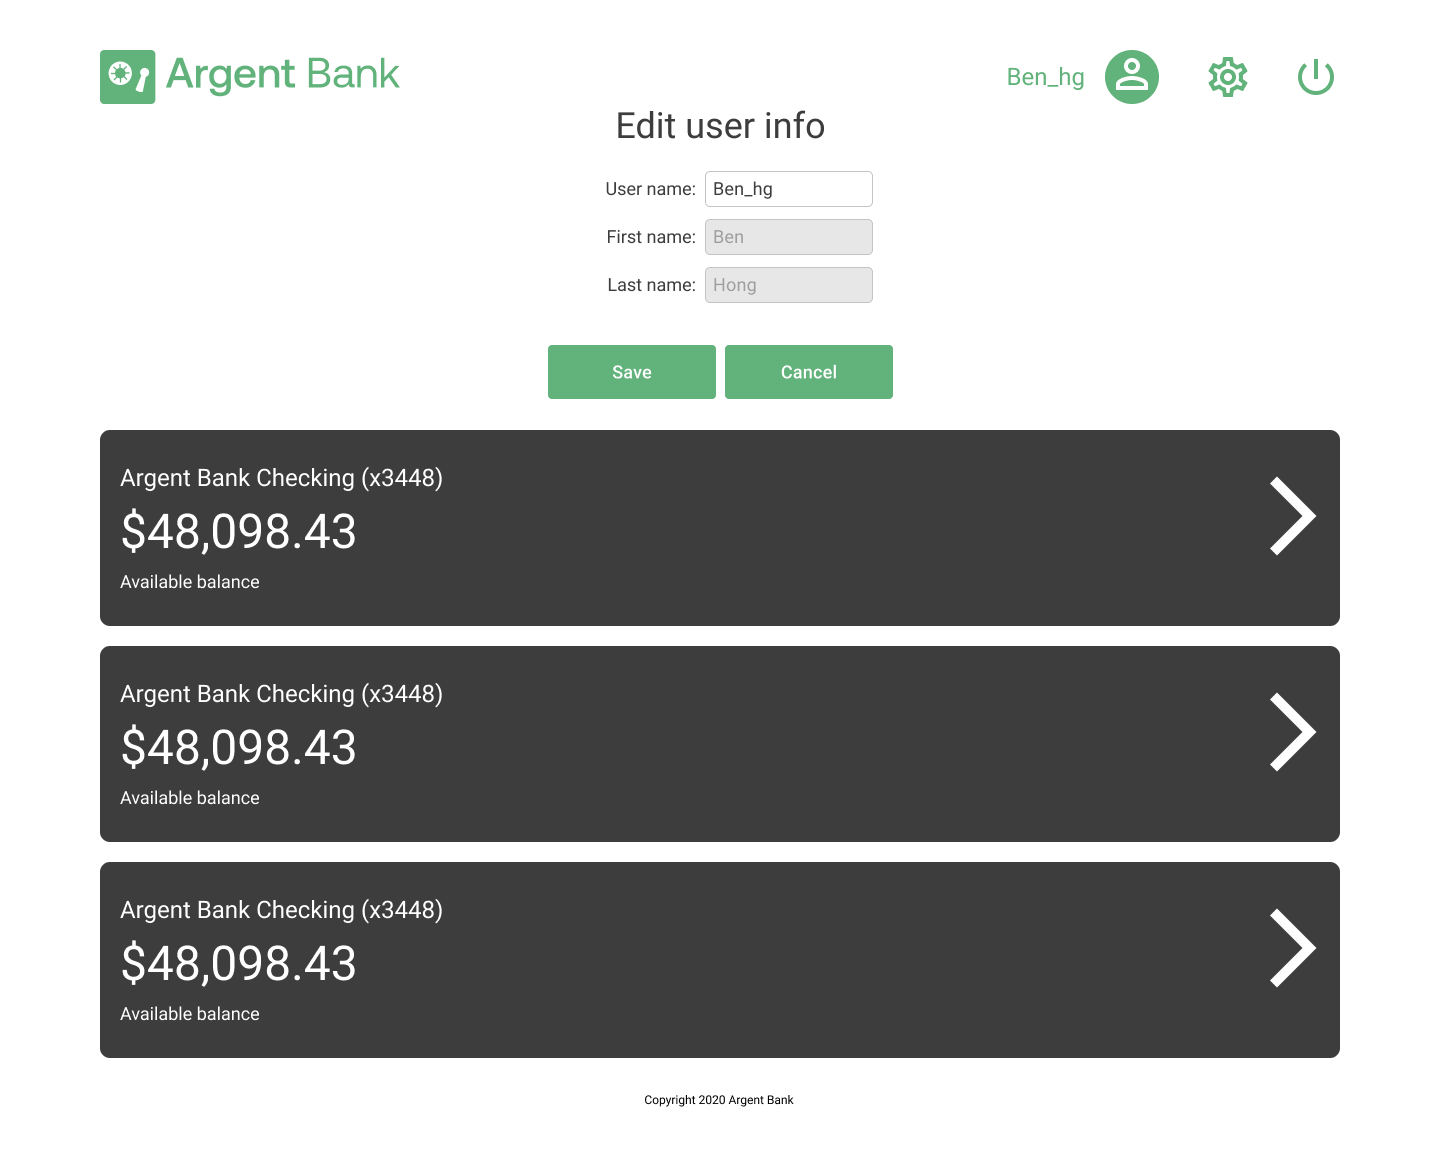 Argent Bank
Ben_hg
Edit user info
User name: Ben_hg
First name: Ben
Last name: Hong
Save Cancel
Argent Bank Checking (x3448)
$48,098.43
Available balance
Argent Bank Checking (x3448)
$48,098.43
Available balance
Argent Bank Checking (x3448)
$48,098.43
Available balance
Copyright 2020 Argent Bank